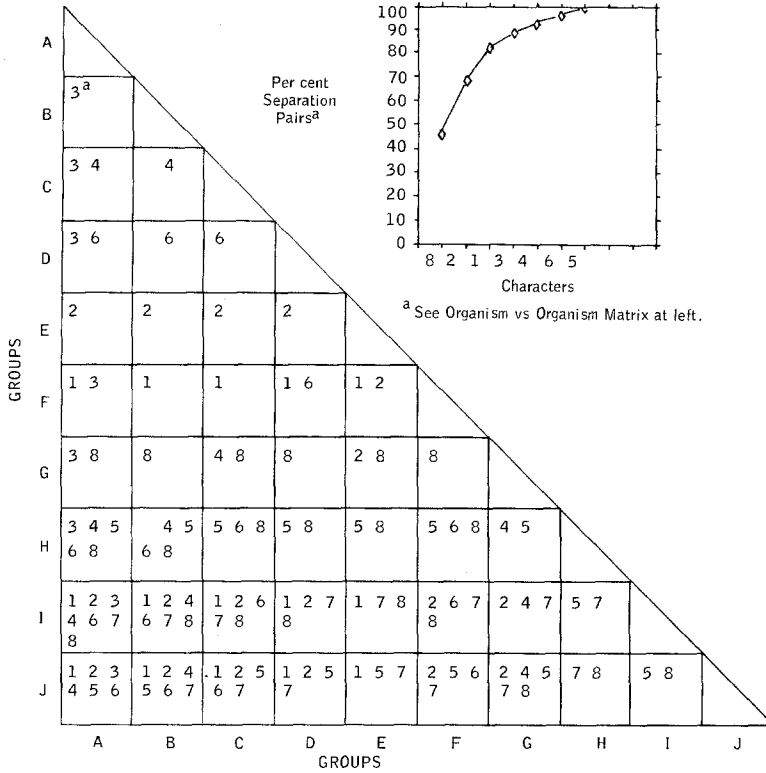 A
B 3a
C 3 4 4
D 3 6 6 6
E 2 2 2 2
F 1 3 1 1 1 6 1 2
G 3 8 8 4 8 8 2 8 8
H 3 4 5 4 5 5 6 8 5 8 5 8 5 6 8 4 5
6 8 6 8
I 1 2 3 1 2 4 1 2 6 1 2 7 1 7 8 2 6 7 2 4 7 5 7
4 6 7 6 7 8 7 8 8 8
8
J 1 2 3 1 2 4 1 2 5 1 2 5 1 5 7 2 5 6 2 4 5 7 8 5 8
4 5 6 5 6 7 6 7 7 7 7 8
A B C D E F G H I J
GROUPS
GROUPS
Per cent
Separation
Pairsa
100
90
80
70
60
50
40
30
20
10
0
8 2 1 3 4 6 5
Characters
a See Organism vs Organism Matrix at left.